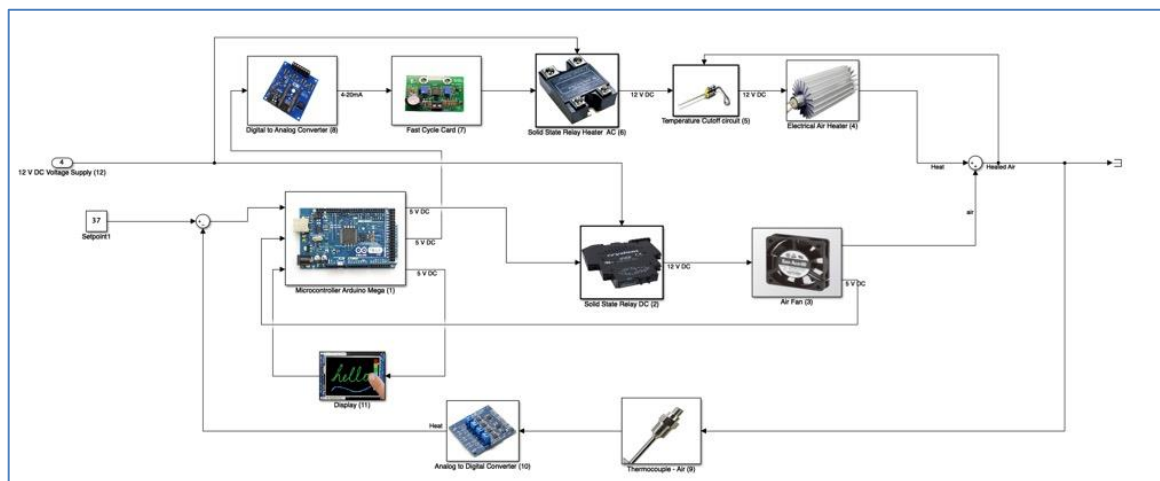 Digital to Analog Converter (8)
4-20mA
Fast Cycle Card (7)
Solid State Relay Heater AC (6)
12 V DC
Temperature Cutoff circuit (5)
12 V DC
Electrical Air Heater (4)
4
12 V DC Voltage Supply (12)
Heat
Heated Air
37
Setpoint1
5 V DC
5 V DC
5 V DC
Microcontroller Arduino Mega (1)
Solid State Relay DC (2)
12 V DC
Air Fan (3)
5 V DC
air
hello
Display (11)
Heat
Analog to Digital Converter (10)
Thermocouple - Air (9)